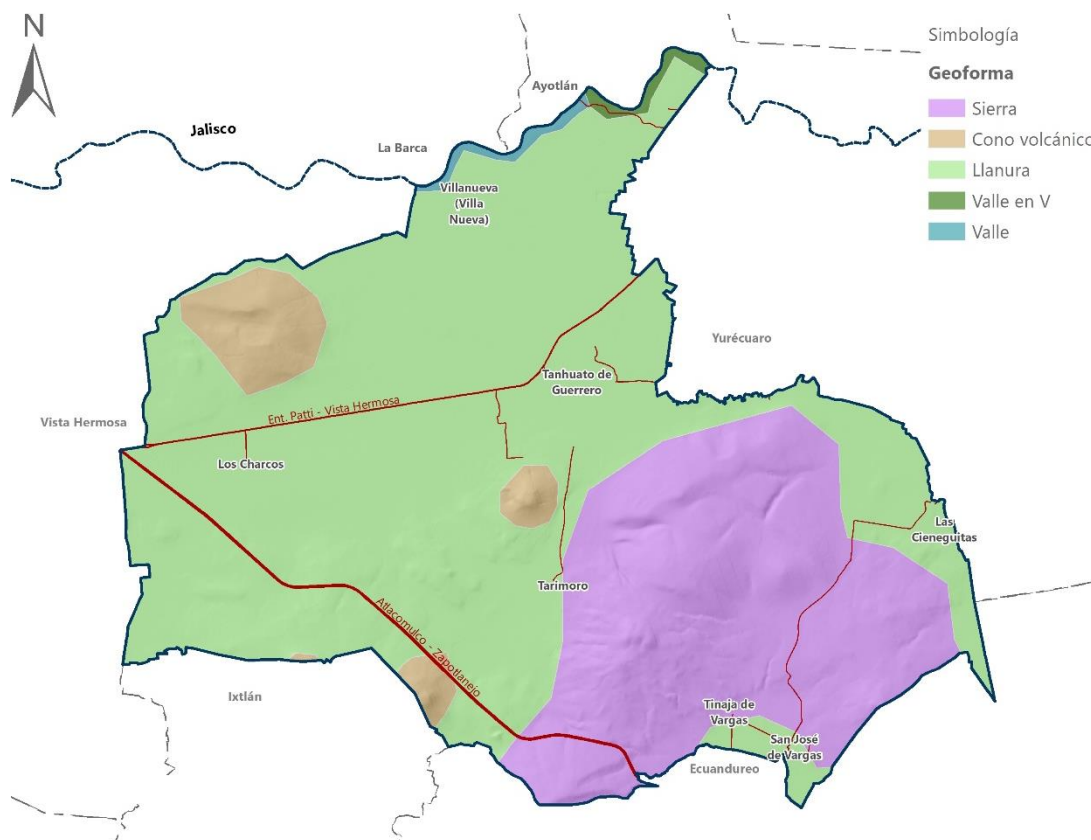 N
Simbología
Geoforma
Sierra
Cono volcánico
Llanura
Valle en V
Valle
Ayotlán
Jalisco
La Barca
Villanueva
(Villa
Nueva)
Yurécuaro
Tanhuato de
Guerrero
Ent. Patti - Vista Hermosa
Vista Hermosa
Los Charcos
Las
Cieneguitas
Tarimoro
Atlacomulco - Zapotlanejo
Ixtlán
Tinaja de
Vargas
San José
de Vargas
Ecuandureo